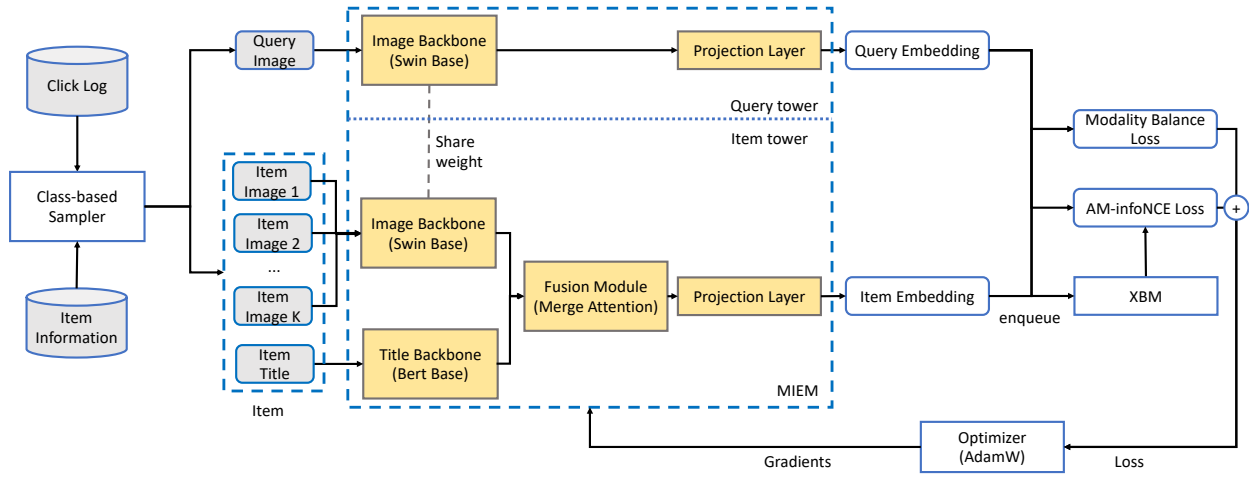 Click Log
Class-based
Sampler
Item
Information
Query
Image
Item
Image 1
Item
Image 2
...
Item
Image K
Item
Title
Item
Image Backbone
(Swin Base)
Share
weight
Image Backbone
(Swin Base)
Title Backbone
(Bert Base)
Fusion Module
(Merge Attention)
Projection Layer
Query tower
Item tower
Projection Layer
MIEM
Query Embedding
Item Embedding
enqueue
Modality Balance
Loss
AM-infoNCE Loss
+
XBM
Optimizer
(AdamW)
Gradients
Loss